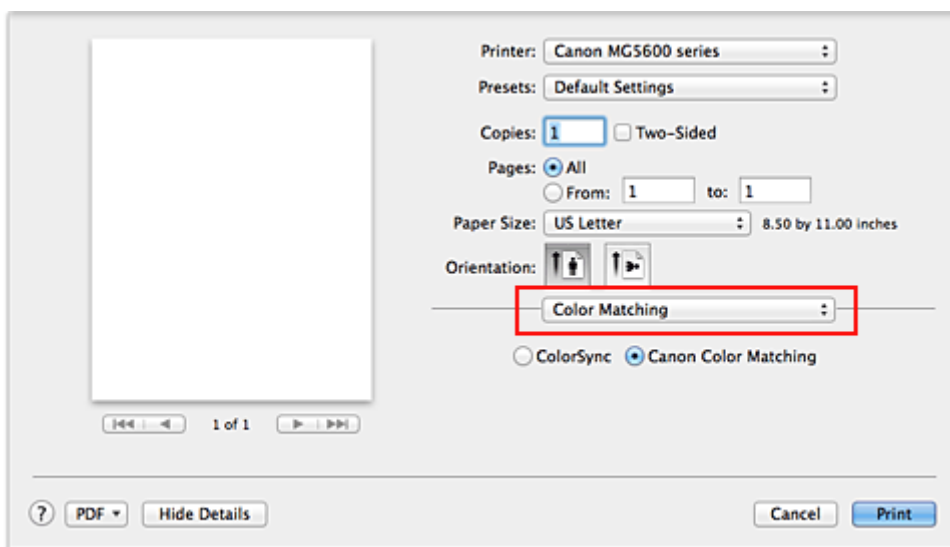 Printer: Canon MG5600 series
Presets: Default Settings
Copies: 1 Two-Sided
Pages: All
From: 1 to: 1
Paper Size: US Letter 8.50 by 11.00 inches
Orientation:
Color Matching
ColorSync Canon Color Matching
1 of 1
? PDF Hide Details Cancel Print